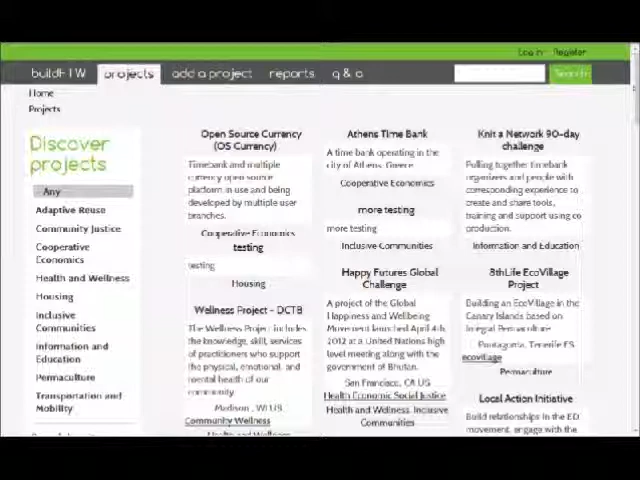 Log in Register
buildFTW projects add a project reports q & a Search
Home
Projects
Discover
projects
Any
Adaptive Reuse
Community Justice
Cooperative
Economics
Health and Wellness
Housing
Inclusive
Communities
Information and
Education
Permaculture
Transportation and
Mobility
Open Source Currency
(OS Currency)
Timebank and multiple
currency open source
platform in use and being
developed by multiple user
branches.
Cooperative Economics
testing
testing
Housing
Wellness Project - DCTB
The Wellness Project includes
the knowledge, skill, services
of practitioners who support
the physical, emotional, and
mental health of our
community.
Madison, WI US
Community Wellness
Health and Wellness
Athens Time Bank
A time bank operating in the
city of Athens, Greece
Cooperative Economics
more testing
more testing
Inclusive Communities
Happy Futures Global
Challenge
A project of the Global
Happiness and Wellbeing
Movement launched April 4th,
2012 at a United Nations high
level meeting along with the
government of Bhutan.
San Francisco, CA US
Health Economic Social Justice
Health and Wellness, Inclusive
Communities
Knit a Network 90-day
challenge
Pulling together timebank
organizers and people with
corresponding experience to
create and share tools,
training and support using co
production.
Information and Education
8thLife EcoVillage
Project
Building an EcoVillage in the
Canary Islands based on
Integral Permaculture
Puntagorda, Tenerife ES
ecovillage
Permaculture
Local Action Initiative
Build relationships in the ED
movement, engage with the